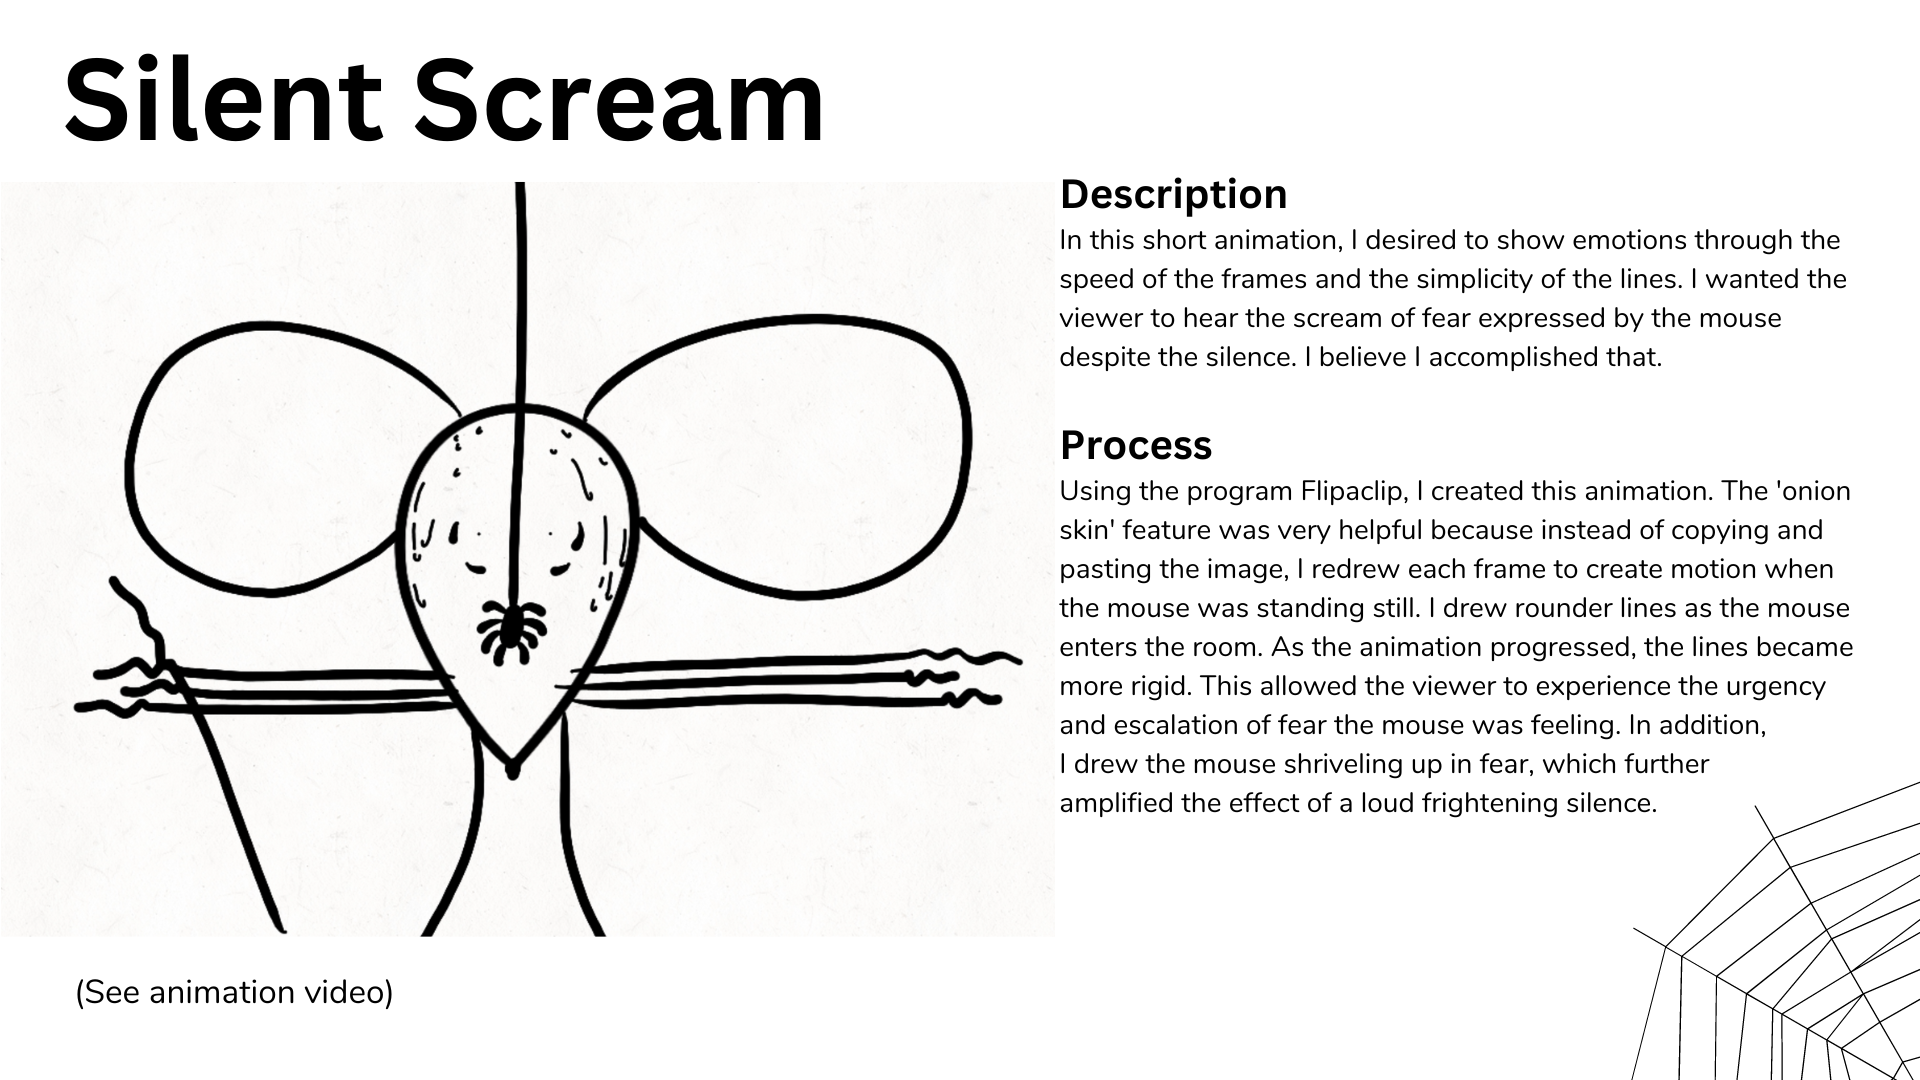 Silent Scream
Description
In this short animation, I desired to show emotions through the
speed of the frames and the simplicity of the lines. I wanted the
viewer to hear the scream of fear expressed by the mouse
despite the silence. I believe I accomplished that.
Process
Using the program Flipaclip, I created this animation. The 'onion
skin' feature was very helpful because instead of copying and
pasting the image, I redrew each frame to create motion when
the mouse was standing still. I drew rounder lines as the mouse
enters the room. As the animation progressed, the lines became
more rigid. This allowed the viewer to experience the urgency
and escalation of fear the mouse was feeling. In addition,
I drew the mouse shriveling up in fear, which further
amplified the effect of a loud frightening silence.
(See animation video)